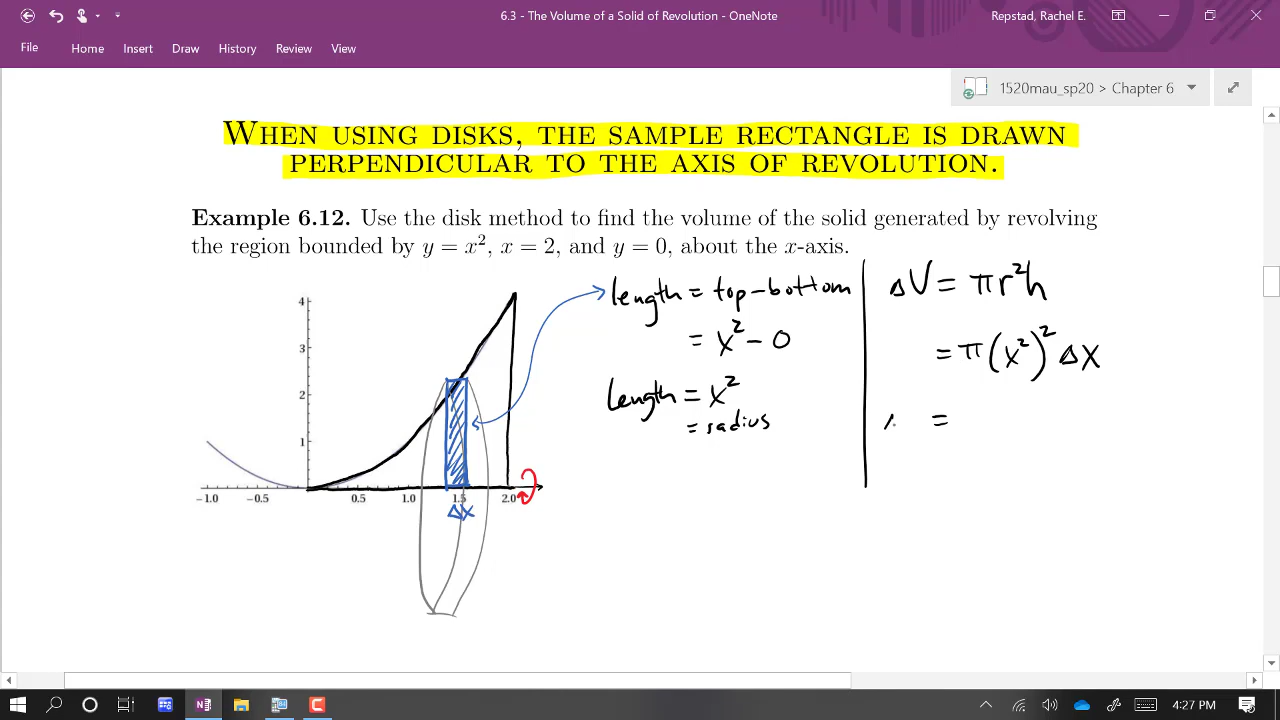 6.3 - The Volume of a Solid of Revolution - OneNote
Repstad, Rachel E.
File Home Insert Draw History Review View
1520mau_sp20 > Chapter 6
WHEN USING DISKS, THE SAMPLE RECTANGLE IS DRAWN
PERPENDICULAR TO THE AXIS OF REVOLUTION.
Example 6.12. Use the disk method to find the volume of the solid generated by revolving
the region bounded by y = x², x = 2, and y = 0, about the x-axis.
length = top-bottom
= x² - 0
length = x²
= radius
ΔV = πr²h
= π(x²)² Δx
=
4
3
2
1
-1.0 -0.5 0.5 1.0 1.5 2.0
Δx
4:27 PM